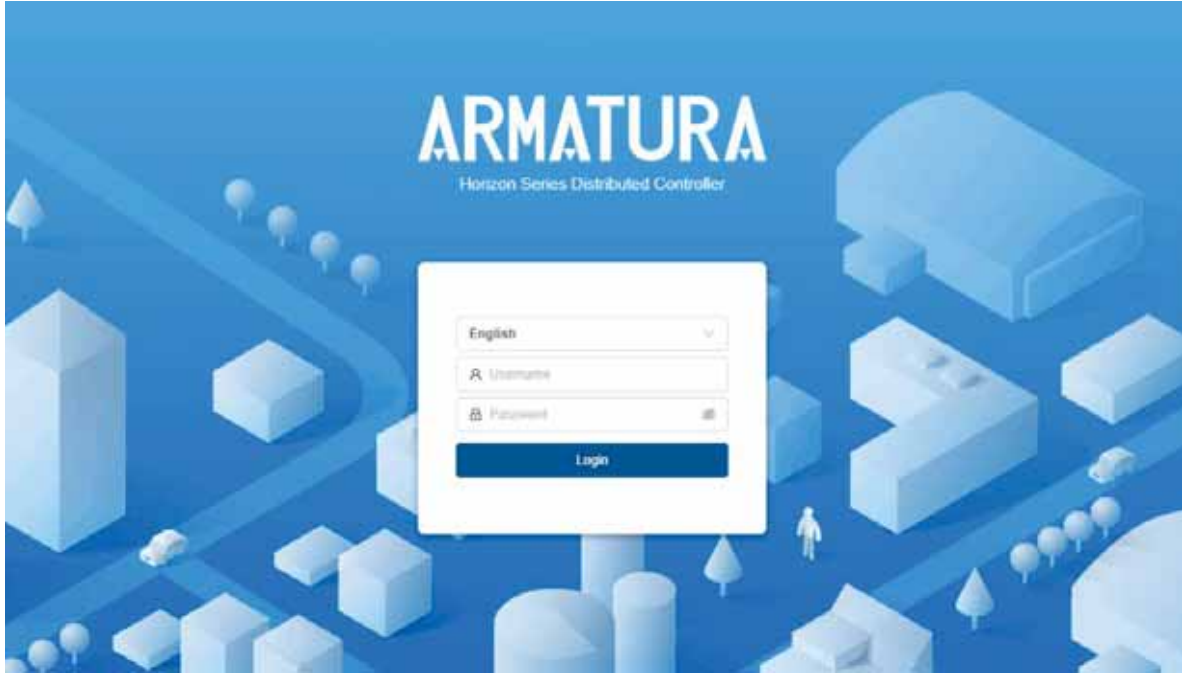 ARMATURA
Horizon Series Distributed Controller
English
Username
Password
Login